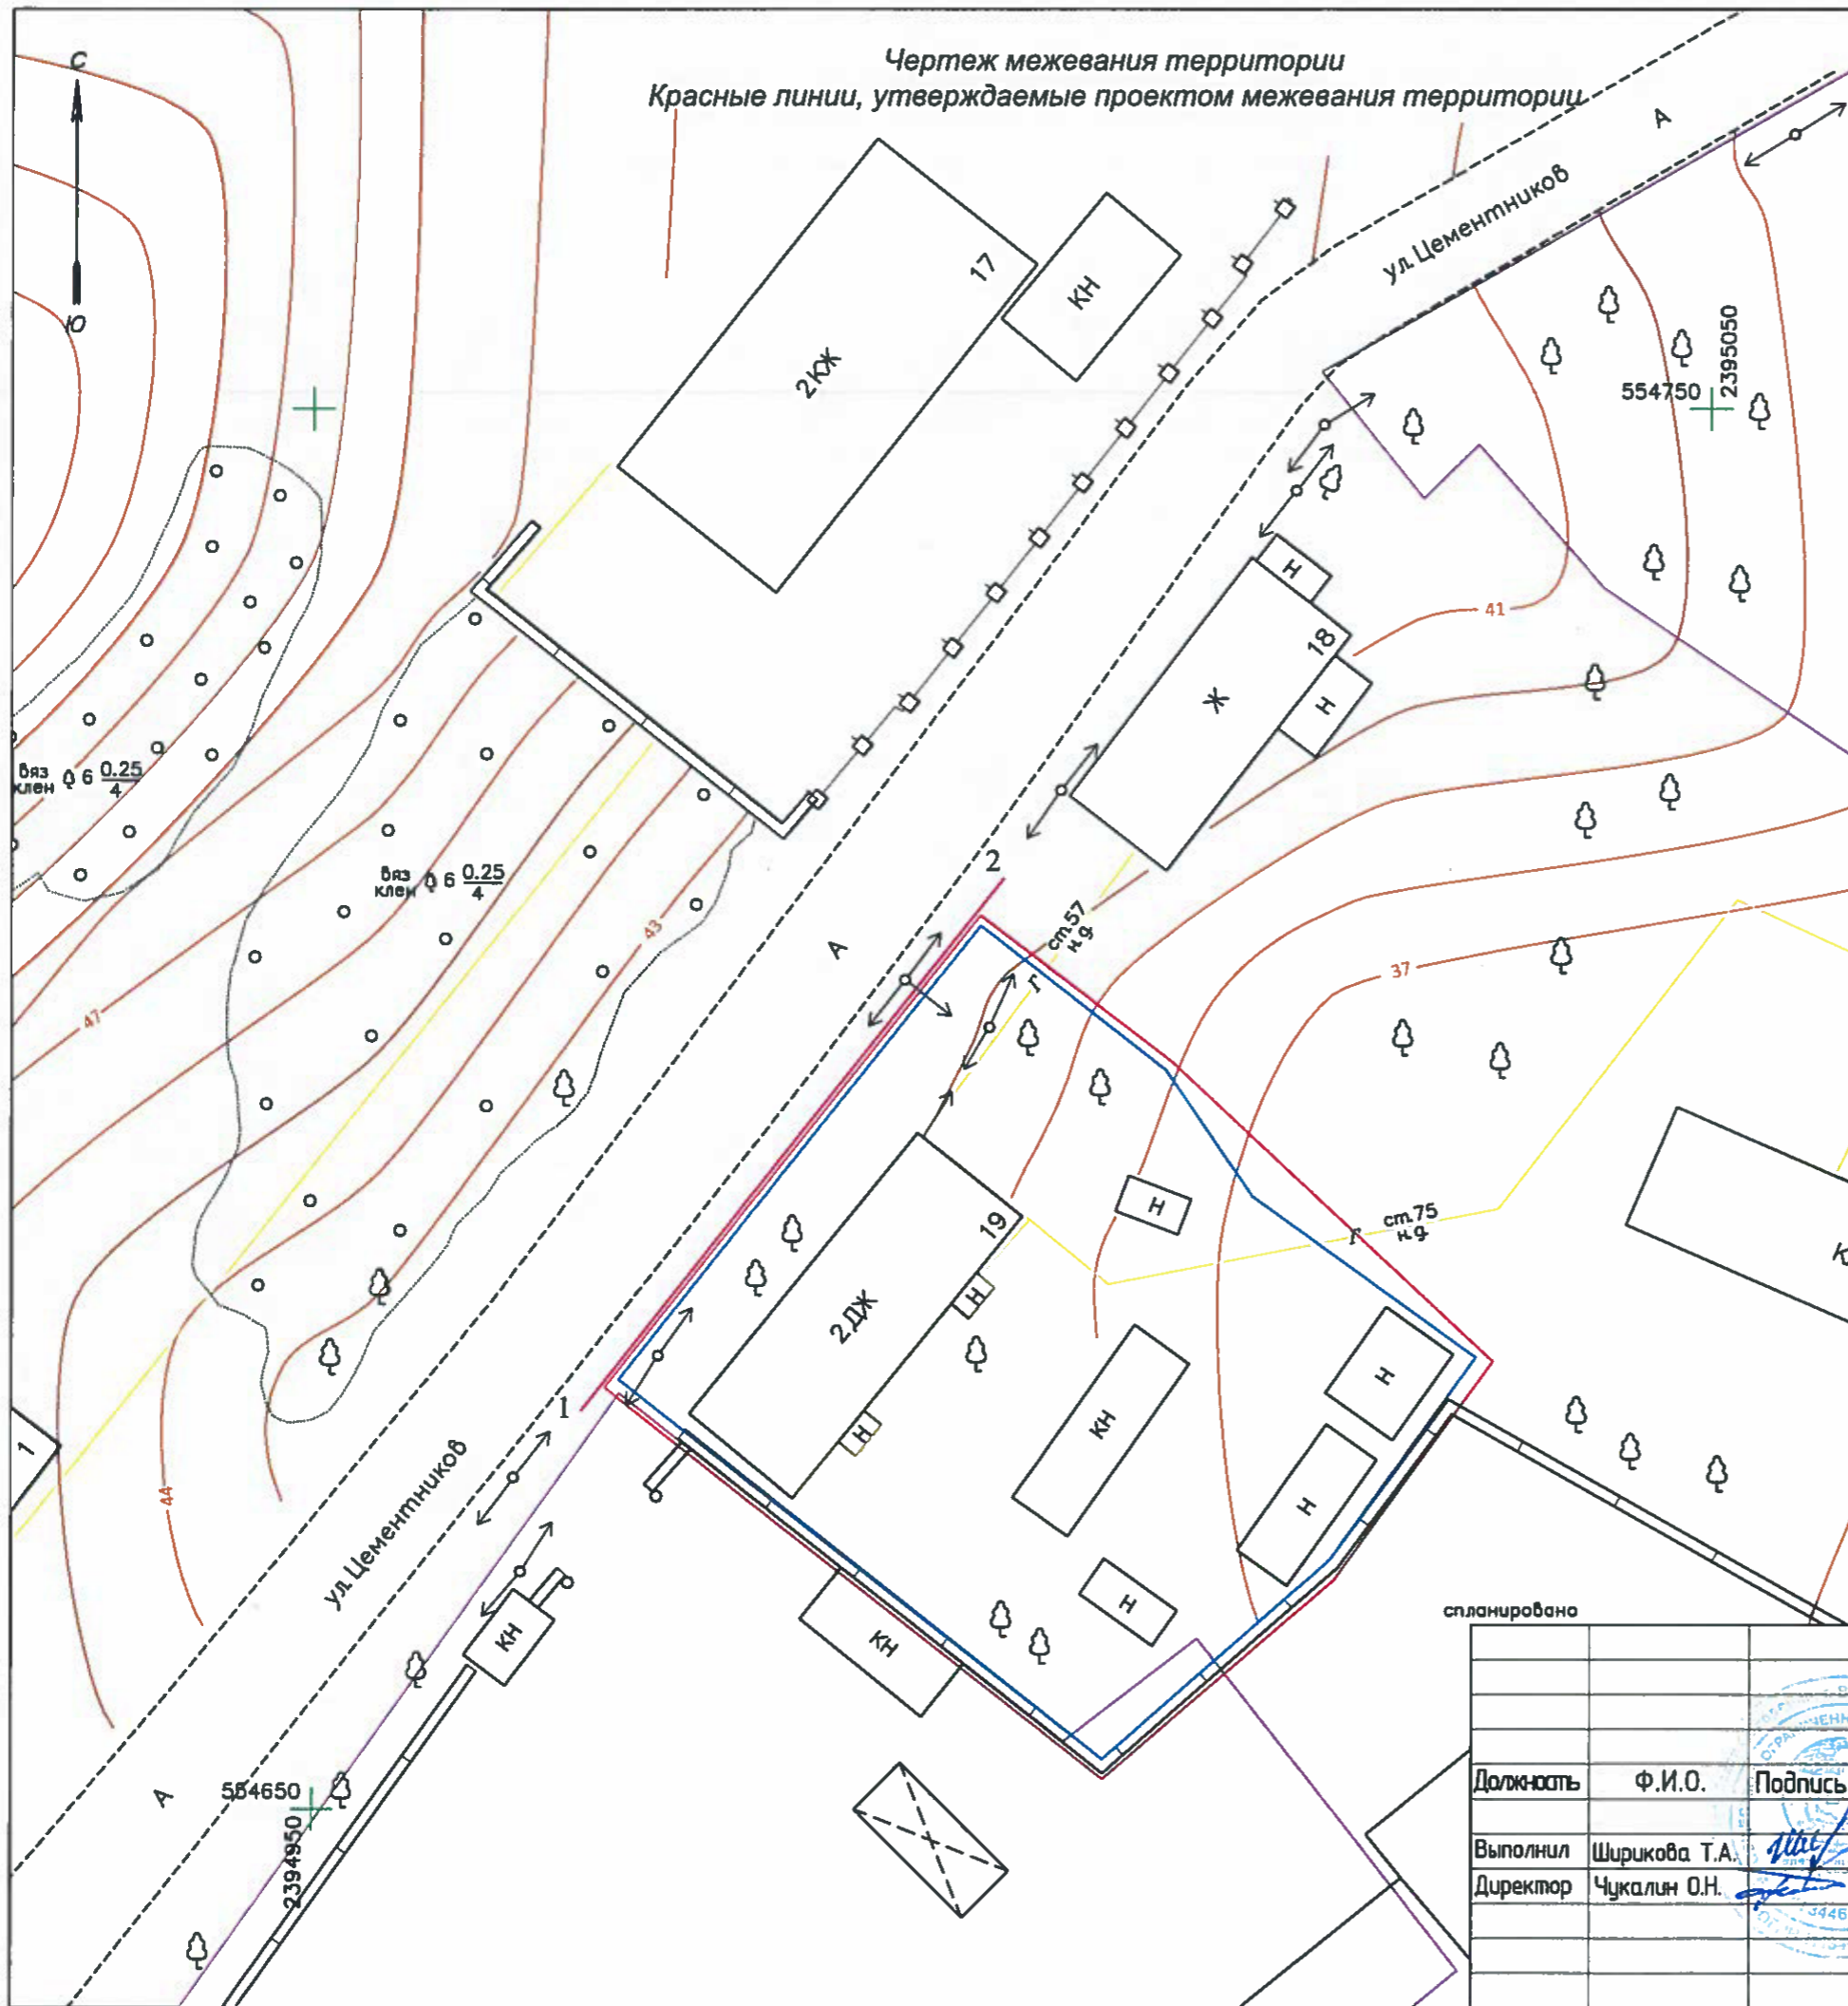 Чертеж межевания территории
Красные линии, утверждаемые проектом межевания территории
С
Ю
А
ул. Цементников
17
КН
2КЖ
554750
2395050
Н
41
18
Н
Ж
вяз
клен 6 0.25
4
вяз
клен 6 0.25
4
2
43
А
ст.57
н.д.
г
37
47
Н
19
ст.75
н.д.
г
К
Н
2ДЖ
Н
КН
Н
1
Н
1
44
ул. Цементников
Н
Н
КН
КН
спланировано
554650
2394950
А
Должность Ф.И.О. Подпись
Выполнил Ширикова Т.А.
Директор Чукалин О.Н.